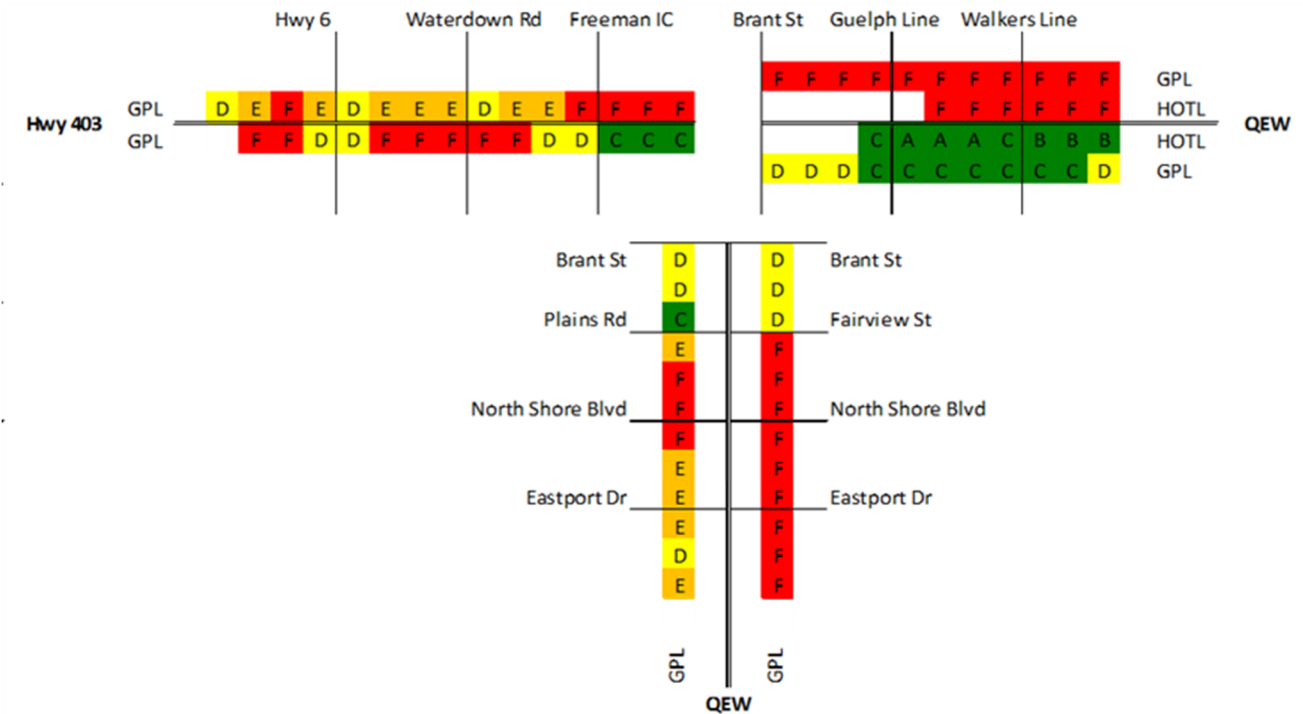 Hwy 6 Waterdown Rd Freeman IC Brant St Guelph Line Walkers Line
F F F F F F F F F F F GPL
GPL D E F E D E E E D E E F F F F F F F F F F HOTL
Hwy 403 QEW
GPL F F D D F F F F F D D C C C C A A A C B B B HOTL
D D D C C C C C C C D GPL
Brant St D D Brant St
D D
Plains Rd C D Fairview St
E F
F F
North Shore Blvd F F North Shore Blvd
F F
E F
Eastport Dr E F Eastport Dr
E F
D F
E F
GPL GPL
QEW